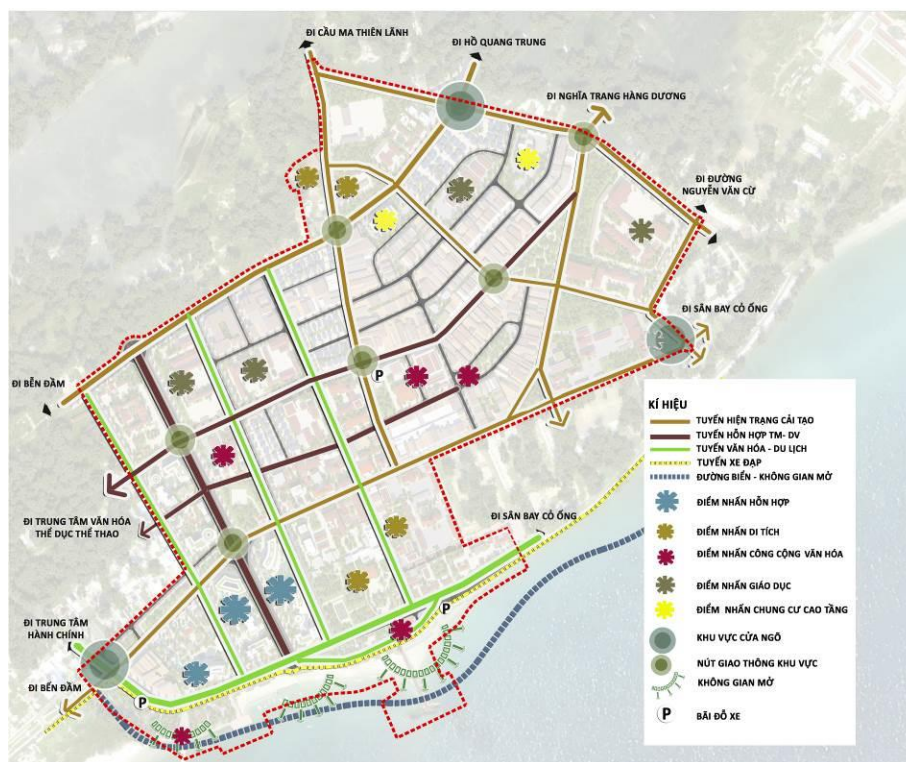 ĐI CẦU MA THIÊN LÃNH
ĐI HỒ QUANG TRUNG
ĐI NGHĨA TRANG HÀNG DƯƠNG
ĐI ĐƯỜNG
NGUYỄN VĂN CỪ
ĐI SÂN BAY CỎ ỐNG
ĐI BẾN ĐẦM
P
ĐI TRUNG TÂM VĂN HÓA
THỂ DỤC THỂ THAO
ĐI SÂN BAY CỎ ỐNG
P
ĐI TRUNG TÂM
HÀNH CHÍNH
ĐI BẾN ĐẦM
P
KÍ HIỆU
TUYẾN HIỆN TRẠNG CẢI TẠO
TUYẾN HỖN HỢP TM- DV
TUYẾN VĂN HÓA - DU LỊCH
TUYẾN XE ĐẠP
ĐƯỜNG BIỂN - KHÔNG GIAN MỞ
ĐIỂM NHẤN HỖN HỢP
ĐIỂM NHẤN DI TÍCH
ĐIỂM NHẤN CÔNG CỘNG VĂN HÓA
ĐIỂM NHẤN GIÁO DỤC
ĐIỂM NHẤN CHUNG CƯ CAO TẦNG
KHU VỰC CỬA NGÕ
NÚT GIAO THÔNG KHU VỰC
KHÔNG GIAN MỞ
P BÃI ĐỖ XE